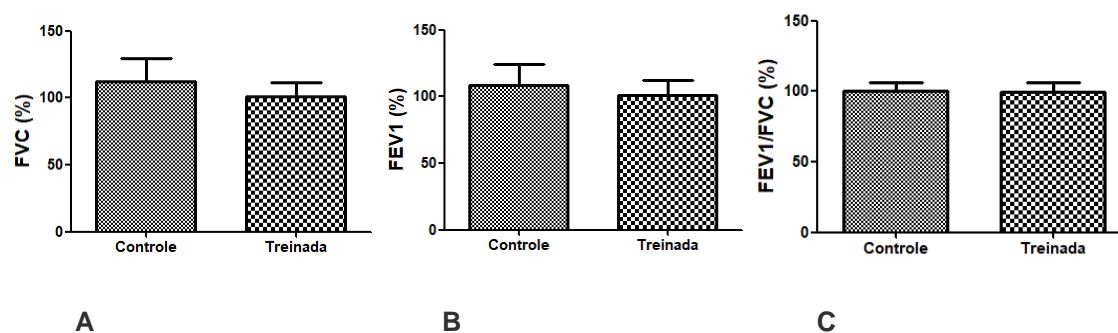 FVC (%)
150
100
50
0
Controle Treinada
A
FEV1 (%)
150
100
50
0
Controle Treinada
B
FEV1/FVC (%)
150
100
50
0
Controle Treinada
C